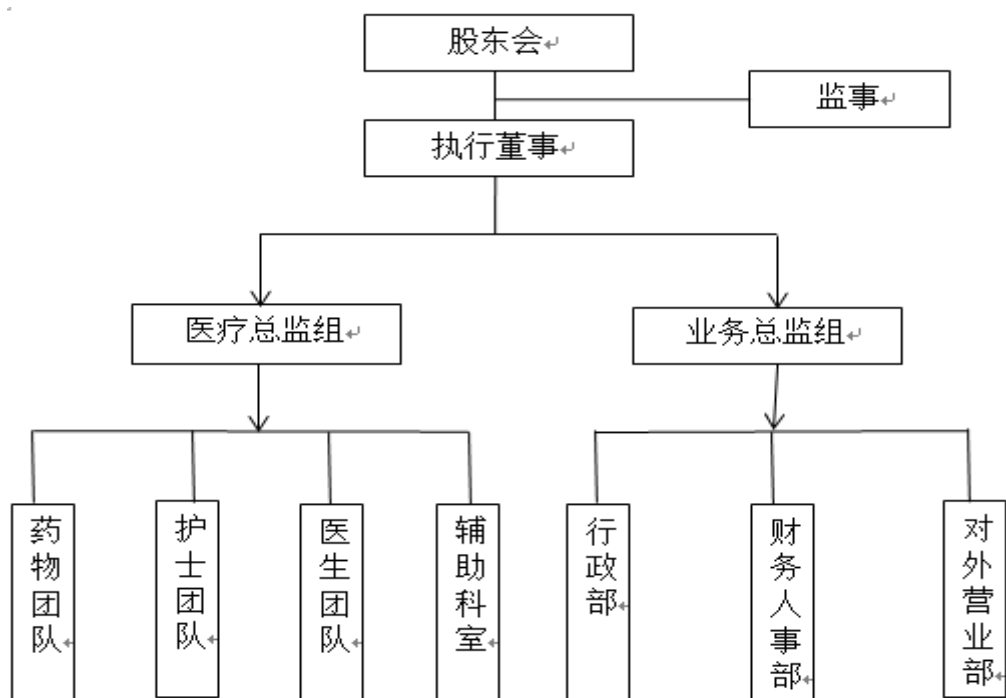 股东会
监事
执行董事
医疗总监组
业务总监组
药物团队
护士团队
医生团队
辅助科室
行政部
财务人事部
对外营业部